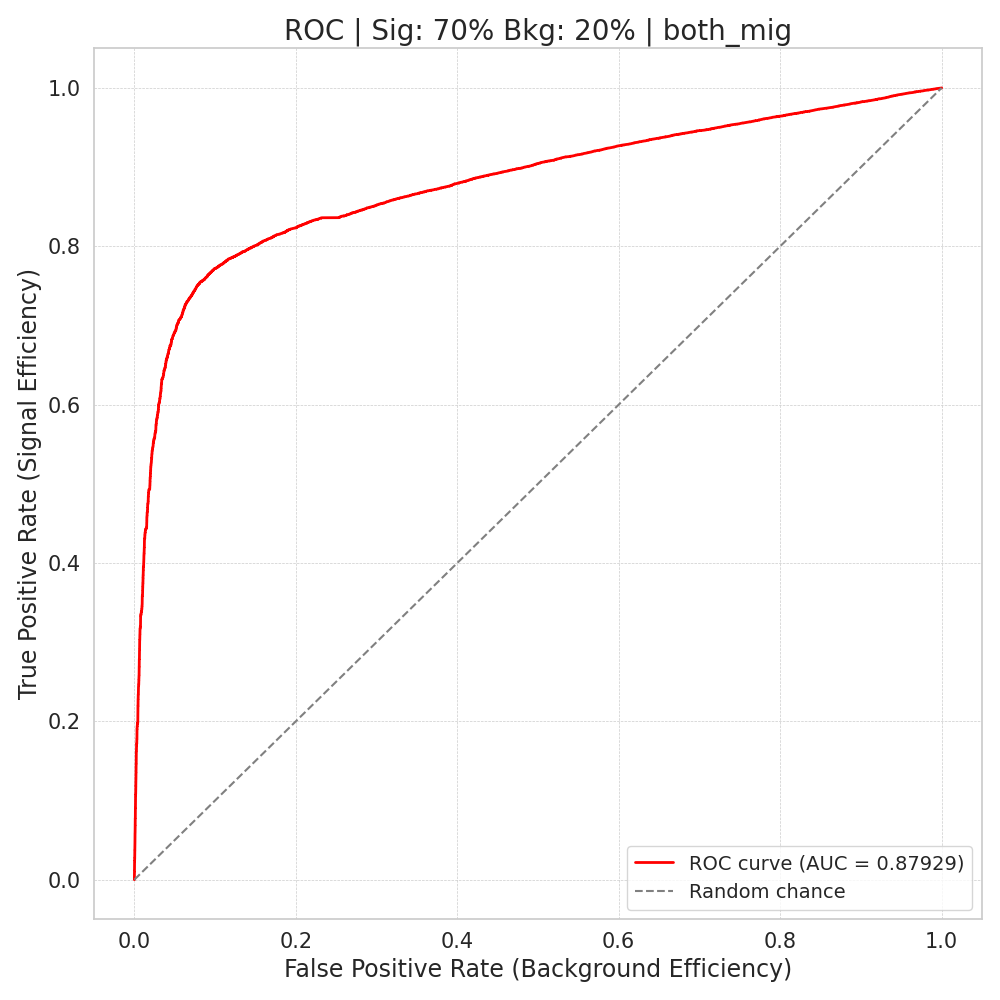 ROC | Sig: 70% Bkg: 20% | both_mig
True Positive Rate (Signal Efficiency)
1.0
0.8
0.6
0.4
0.2
0.0
ROC curve (AUC = 0.87929)
Random chance
0.0 0.2 0.4 0.6 0.8 1.0
False Positive Rate (Background Efficiency)